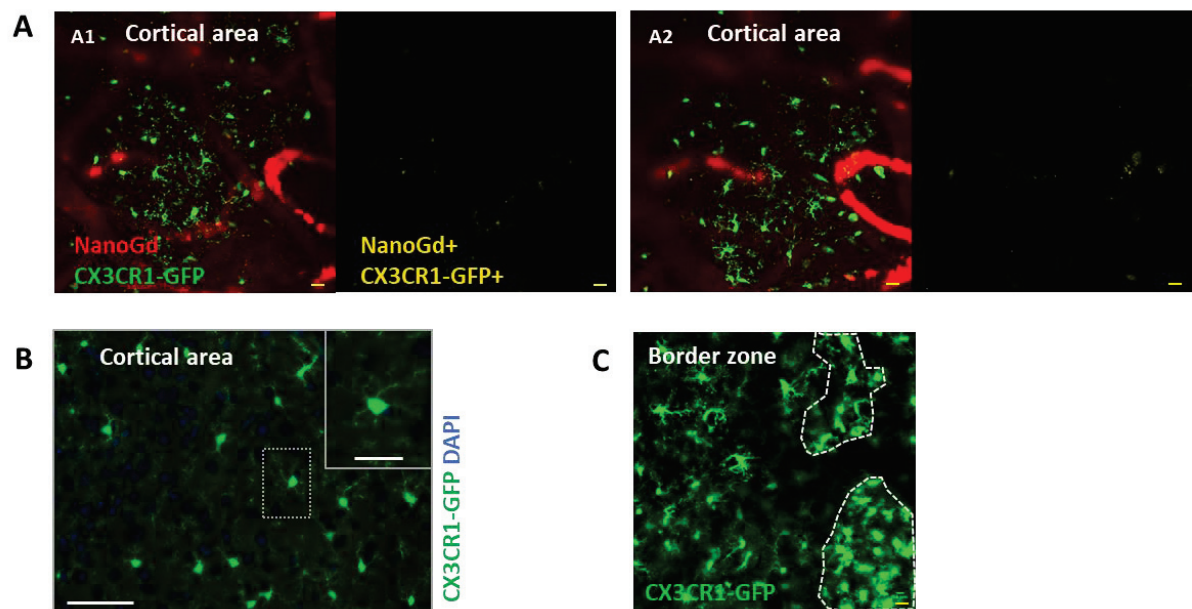 A
A1 Cortical area
NanoGd
CX3CR1-GFP
NanoGd+
CX3CR1-GFP+
A2 Cortical area
B
Cortical area
CX3CR1-GFP DAPI
C
Border zone
CX3CR1-GFP